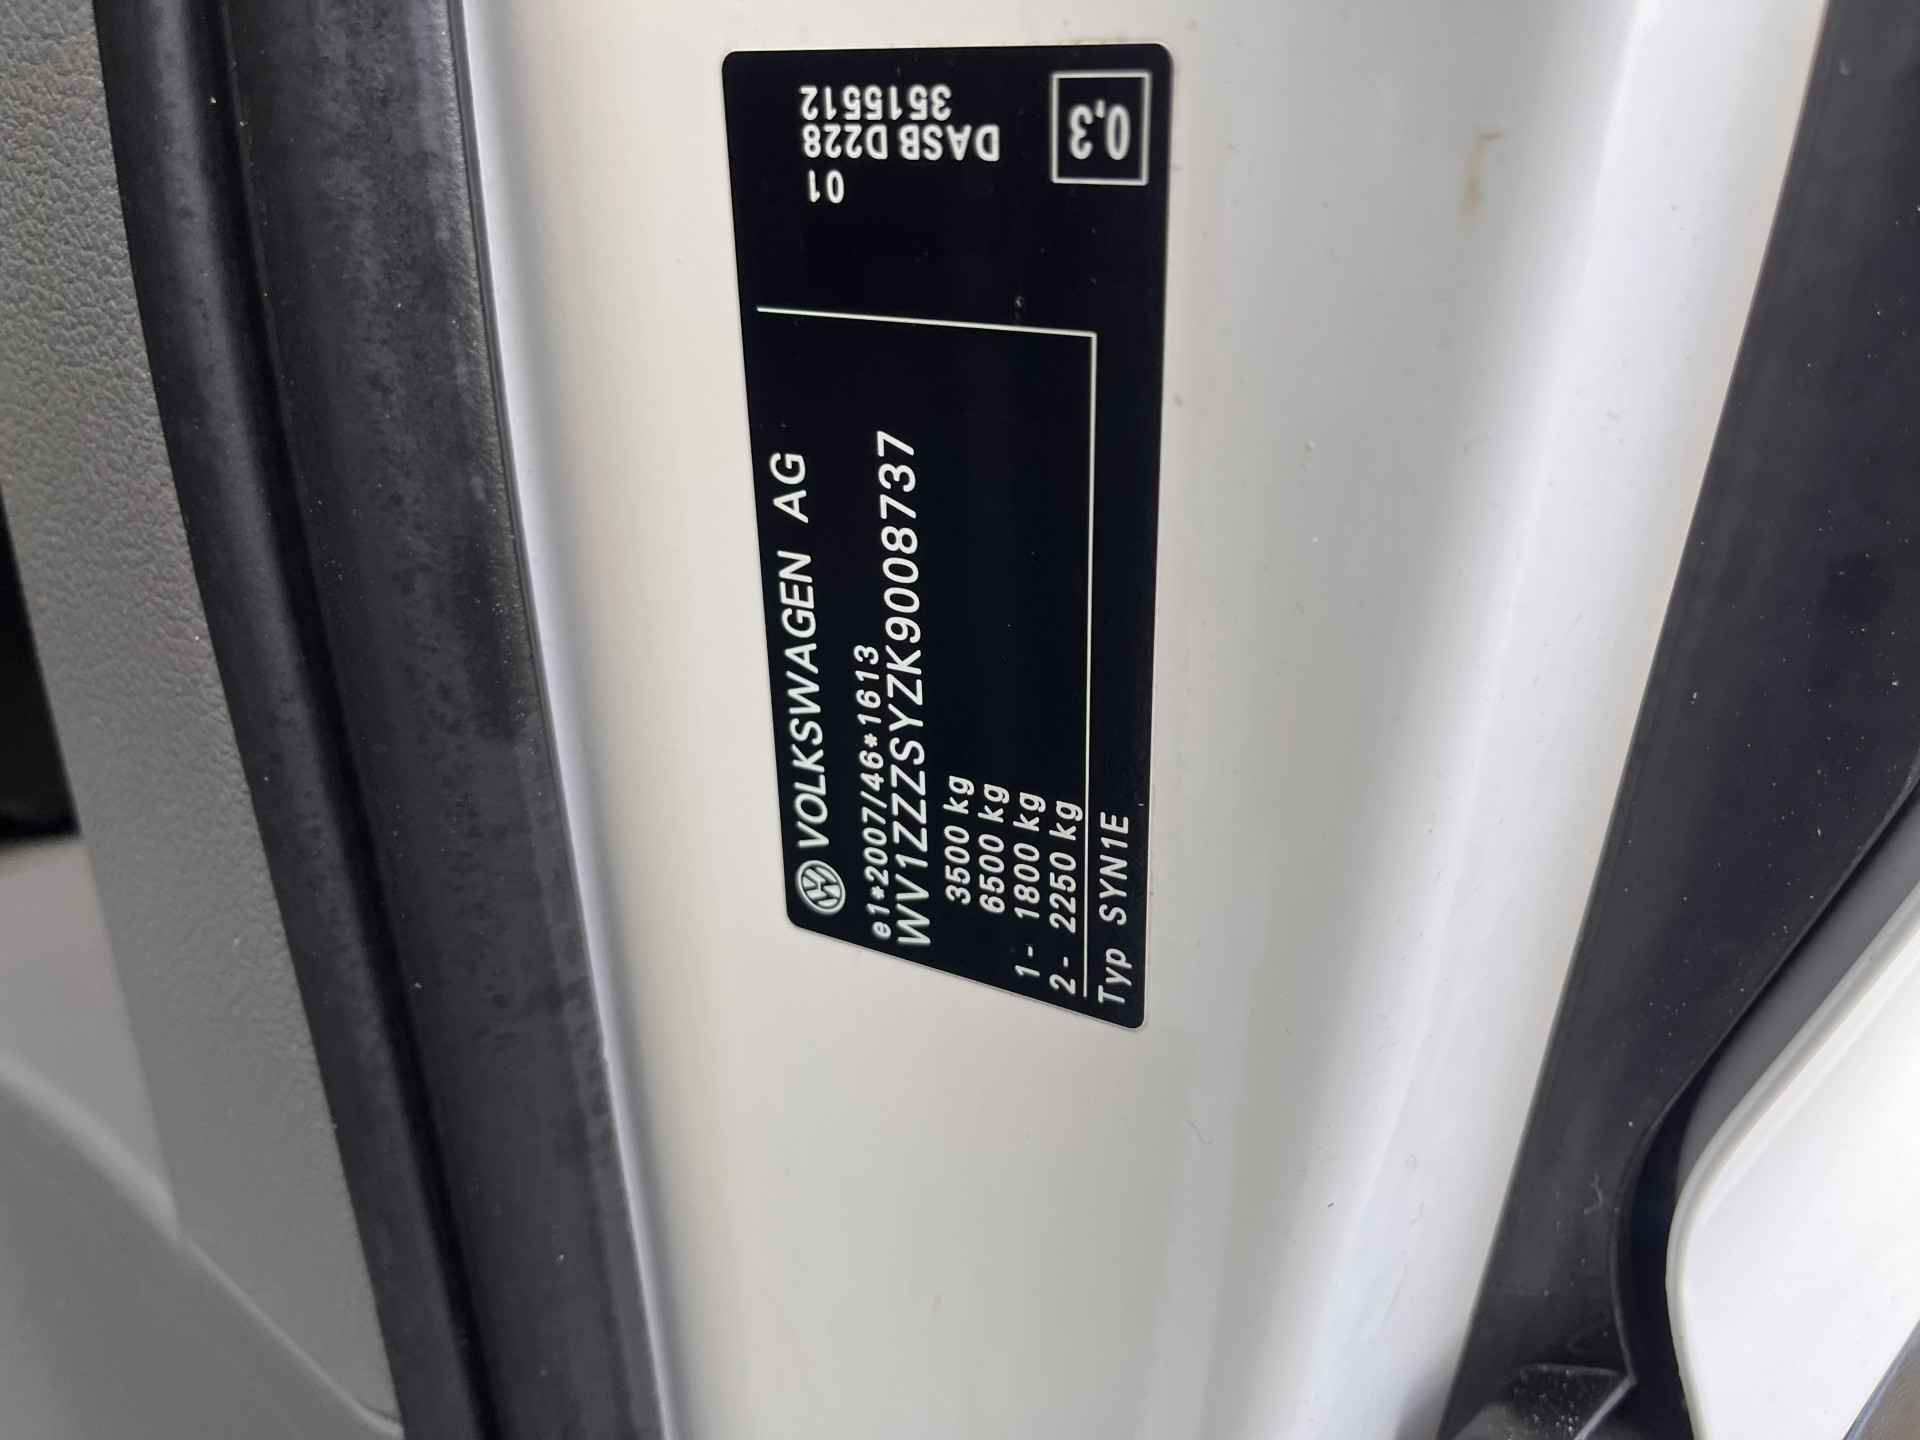 VOLKSWAGEN AG
e1*2007/46*1613
WV1ZZZSYZK9008737
3500 kg
6500 kg
1- 1800 kg
2- 2250 kg
Typ SYN1E
01
DASB D228
3515512
0,3